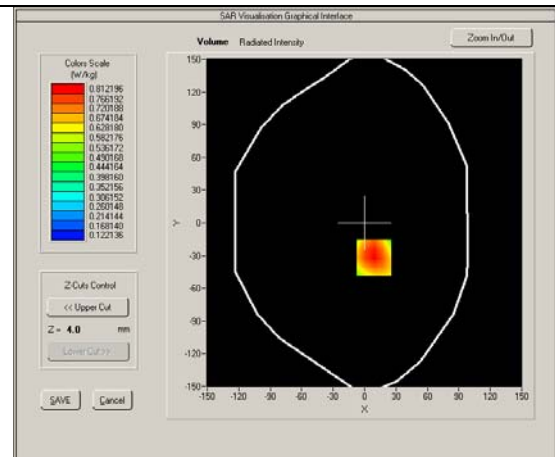 SAR Visualisation Graphical Interface
Volume Radiated Intensity
Zoom In/Out
Colors Scale
(W/kg)
0.812196
0.766192
0.720188
0.674184
0.628180
0.582176
0.536172
0.490168
0.444164
0.398160
0.352156
0.306152
0.260148
0.214144
0.168140
0.122136
Z-Cuts Control
<< Upper Cut
Z = 4.0 mm
Lower Cut >>
SAVE Cancel
150
120
90
60
30
0
-30
-60
-90
-120
-150
Y
-150 -120 -90 -60 -30 0 30 60 90 120 150
X